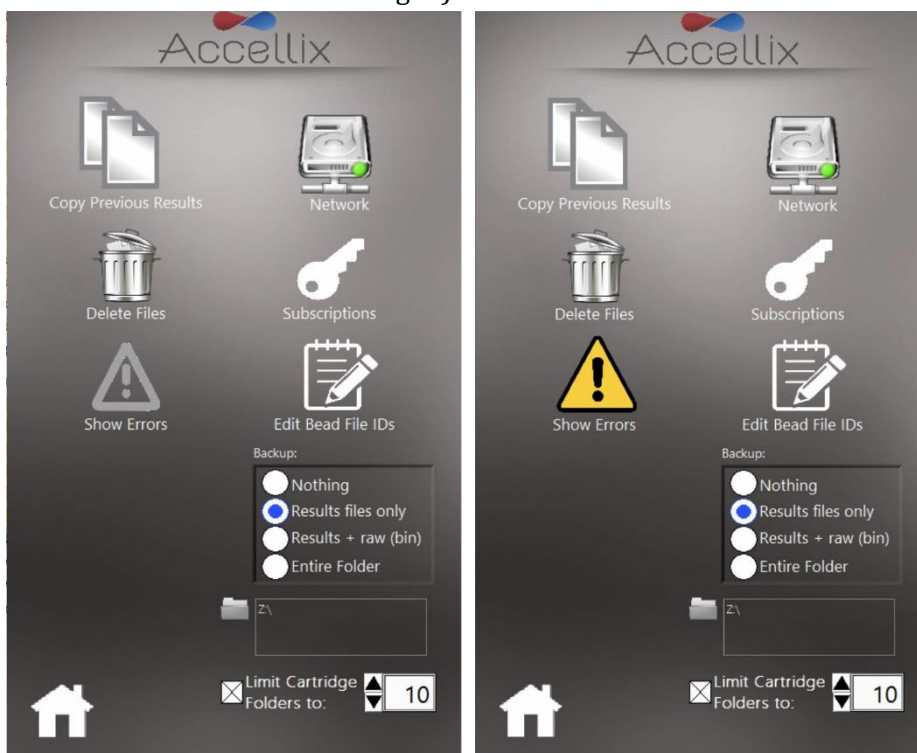 Accellix
Copy Previous Results
Network
Delete Files
Subscriptions
Show Errors
Edit Bead File IDs
Backup:
Nothing
Results files only
Results + raw (bin)
Entire Folder
Z:\
Limit Cartridge
Folders to:
10
Accellix
Copy Previous Results
Network
Delete Files
Subscriptions
Show Errors
Edit Bead File IDs
Backup:
Nothing
Results files only
Results + raw (bin)
Entire Folder
Z:\
Limit Cartridge
Folders to:
10